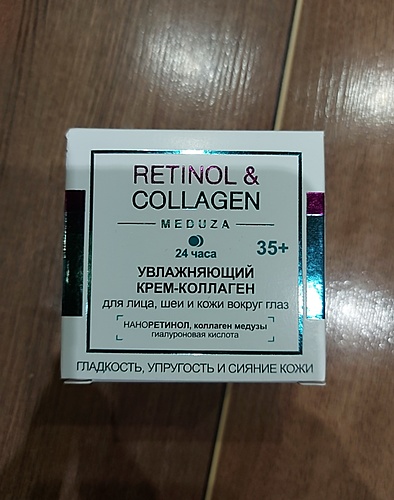 RETINOL &
COLLAGEN
MEDUZA
24 часа
35+
УВЛАЖНЯЮЩИЙ
КРЕМ-КОЛЛАГЕН
для лица, шеи и кожи вокруг глаз
НАНОРЕТИНОЛ, коллаген медузы
гиалуроновая кислота
ГЛАДКОСТЬ, УПРУГОСТЬ И СИЯНИЕ КОЖИ